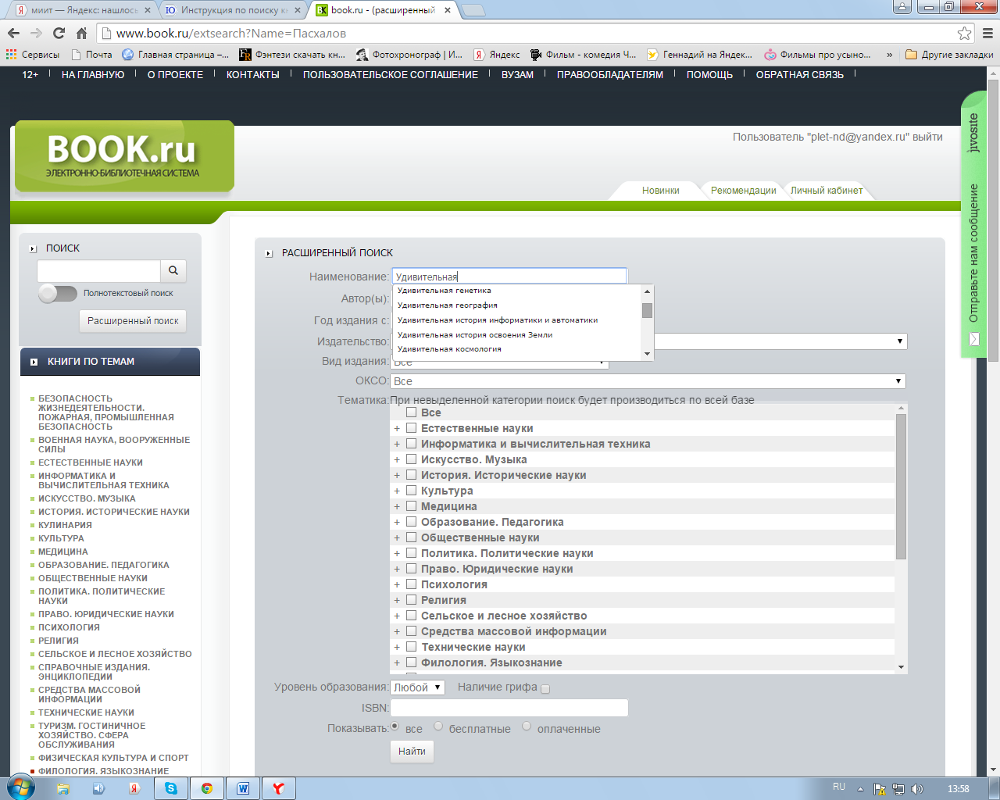 миит — Яндекс: нашлось
Инструкция по поиску кн
book.ru - (расширенный
www.book.ru/extsearch?Name=Пасхалов
Сервисы
Почта
Главная страница –...
Фэнтези скачать кн...
Фотохронограф | И...
Яндекс
Фильм - комедия Ч...
Геннадий на Яндек...
Фильмы про усыно...
»
Другие закладки
12+
НА ГЛАВНУЮ
О ПРОЕКТЕ
КОНТАКТЫ
ПОЛЬЗОВАТЕЛЬСКОЕ СОГЛАШЕНИЕ
ВУЗАМ
ПРАВООБЛАДАТЕЛЯМ
ПОМОЩЬ
ОБРАТНАЯ СВЯЗЬ
BOOK.ru
ЭЛЕКТРОННО-БИБЛИОТЕЧНАЯ СИСТЕМА
Пользователь "plet-nd@yandex.ru" выйти
Новинки
Рекомендации
Личный кабинет
jivosite
Отправьте нам сообщение
ПОИСК
Полнотекстовый поиск
Расширенный поиск
КНИГИ ПО ТЕМАМ
БЕЗОПАСНОСТЬ
ЖИЗНЕДЕЯТЕЛЬНОСТИ.
ПОЖАРНАЯ, ПРОМЫШЛЕННАЯ
БЕЗОПАСНОСТЬ
ВОЕННАЯ НАУКА, ВООРУЖЕННЫЕ
СИЛЫ
ЕСТЕСТВЕННЫЕ НАУКИ
ИНФОРМАТИКА И
ВЫЧИСЛИТЕЛЬНАЯ ТЕХНИКА
ИСКУССТВО. МУЗЫКА
ИСТОРИЯ. ИСТОРИЧЕСКИЕ НАУКИ
КУЛИНАРИЯ
КУЛЬТУРА
МЕДИЦИНА
ОБРАЗОВАНИЕ. ПЕДАГОГИКА
ОБЩЕСТВЕННЫЕ НАУКИ
ПОЛИТИКА. ПОЛИТИЧЕСКИЕ
НАУКИ
ПРАВО. ЮРИДИЧЕСКИЕ НАУКИ
ПСИХОЛОГИЯ
РЕЛИГИЯ
СЕЛЬСКОЕ И ЛЕСНОЕ ХОЗЯЙСТВО
СПРАВОЧНЫЕ ИЗДАНИЯ.
ЭНЦИКЛОПЕДИИ
СРЕДСТВА МАССОВОЙ
ИНФОРМАЦИИ
ТЕХНИЧЕСКИЕ НАУКИ
ТУРИЗМ. ГОСТИНИЧНОЕ
ХОЗЯЙСТВО. СФЕРА
ОБСЛУЖИВАНИЯ
ФИЗИЧЕСКАЯ КУЛЬТУРА И СПОРТ
ФИЛОЛОГИЯ. ЯЗЫКОЗНАНИЕ
РАСШИРЕННЫЙ ПОИСК
Наименование: Удивительная
Удивительная генетика
Удивительная география
Удивительная история информатики и автоматики
Удивительная история освоения Земли
Удивительная космология
Автор(ы):
Год издания с:
Издательство:
Вид издания: Все
ОКСО: Все
Тематика: При невыделенной категории поиск будет производиться по всей базе
Все
+ Естественные науки
+ Информатика и вычислительная техника
+ Искусство. Музыка
+ История. Исторические науки
+ Культура
+ Медицина
+ Образование. Педагогика
+ Общественные науки
+ Политика. Политические науки
+ Право. Юридические науки
+ Психология
+ Религия
+ Сельское и лесное хозяйство
+ Средства массовой информации
+ Технические науки
+ Филология. Языкознание
Уровень образования: Любой Наличие грифа
ISBN:
Показывать: все бесплатные оплаченные
Найти
RU
13:58